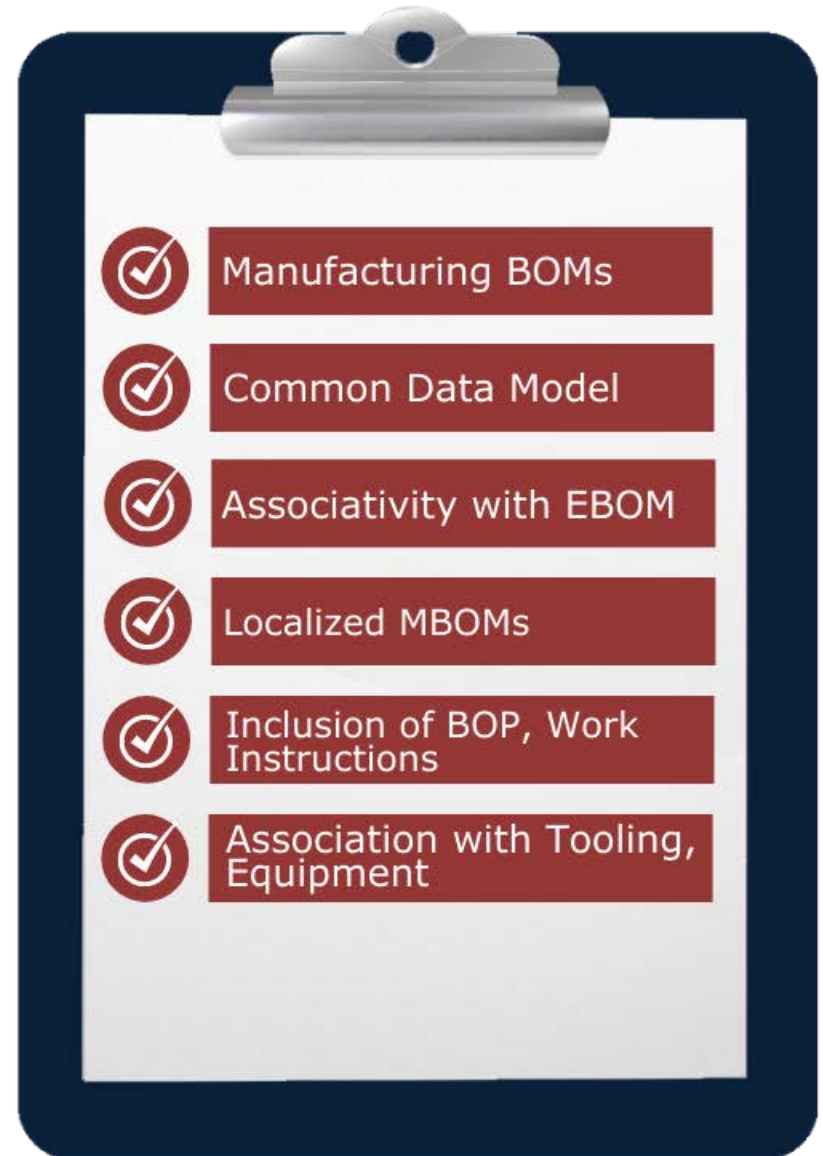 Manufacturing BOMs
Common Data Model
Associativity with EBOM
Localized MBOMs
Inclusion of BOP, Work
Instructions
Association with Tooling,
Equipment